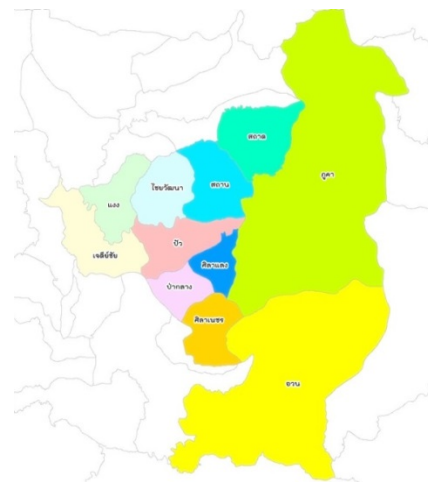 สกาด
ภูคา
ไชยวัฒนา
สถาน
แงง
ปัว
เจดีย์ชัย
ศิลาแลง
ป่ากลาง
ศิลาเพชร
อวน